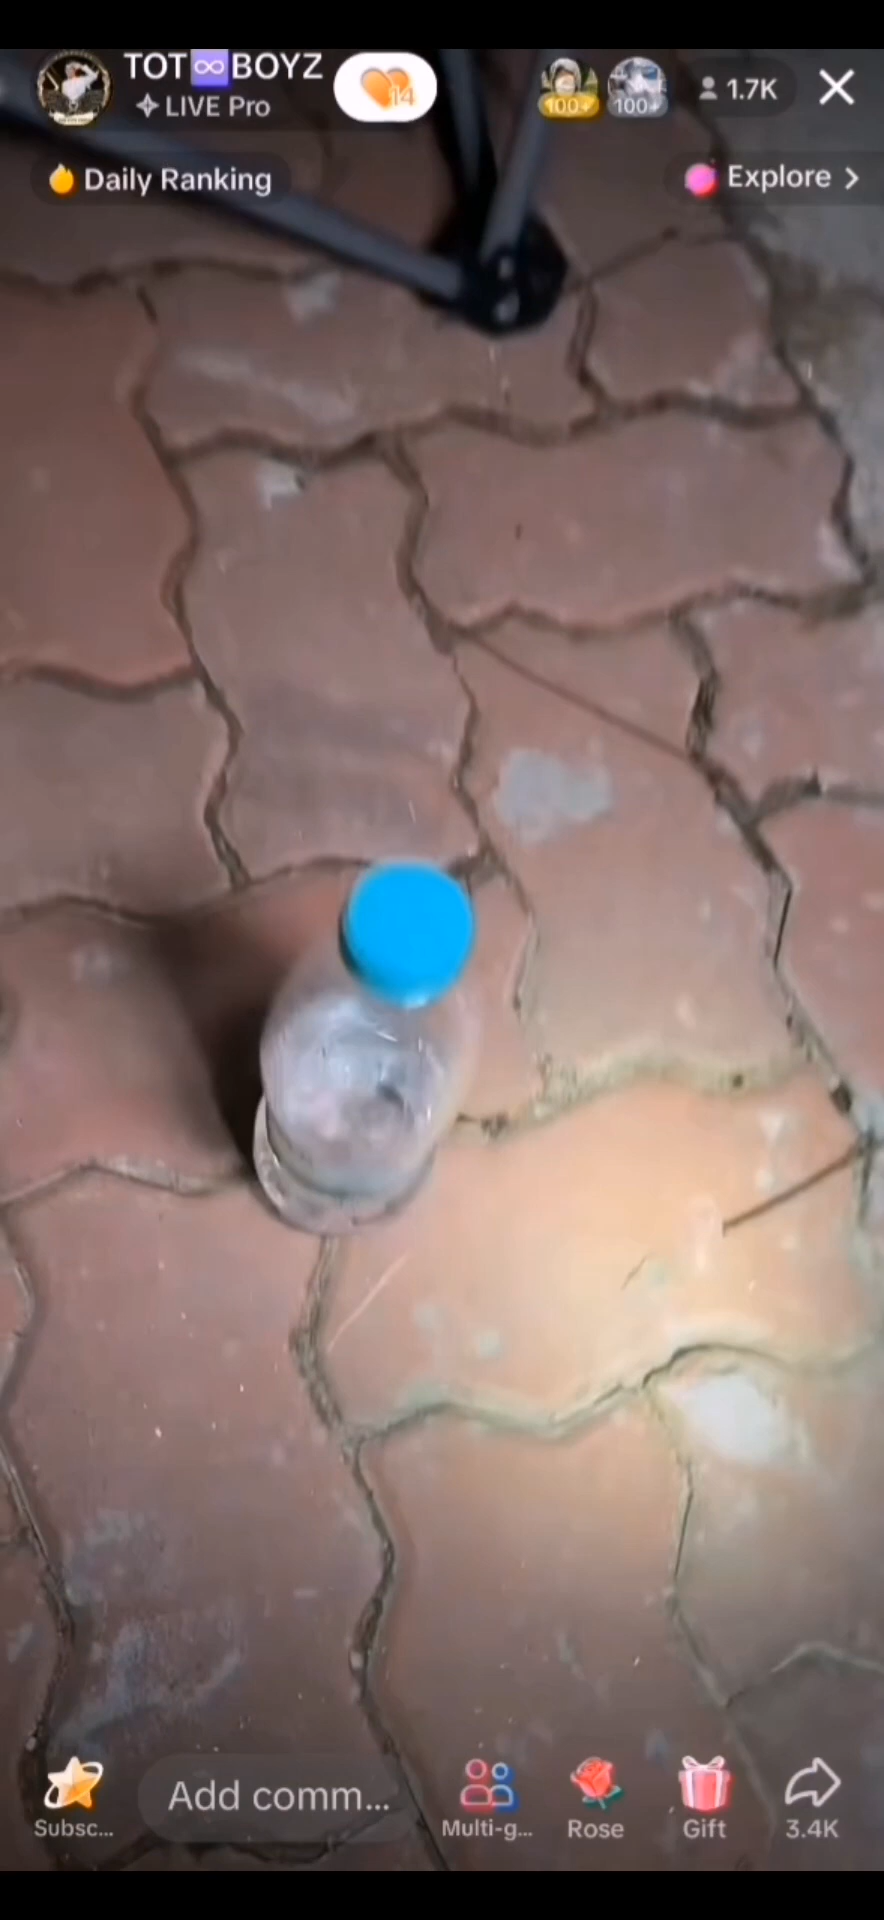 TOT♾️BOYZ
LIVE Pro
14
100+
100+
1.7K
Daily Ranking
Explore >
Subsc...
Add comm...
Multi-g...
Rose
Gift
3.4K